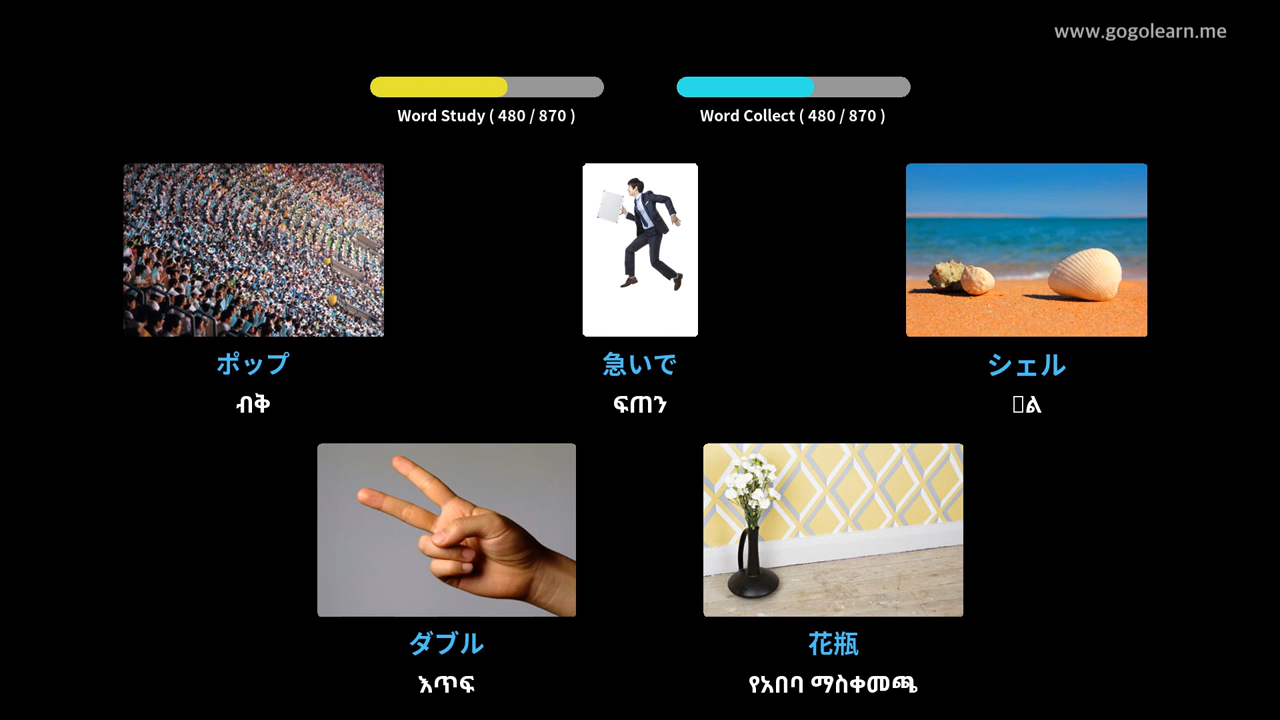 www.gogolearn.me
Word Study ( 480 / 870 )
Word Collect ( 480 / 870 )
ポップ
急いで
シェル
ብቅ
ፍጠን
ል
ダブル
花瓶
እጥፍ
የአበባ ማስቀመጫ